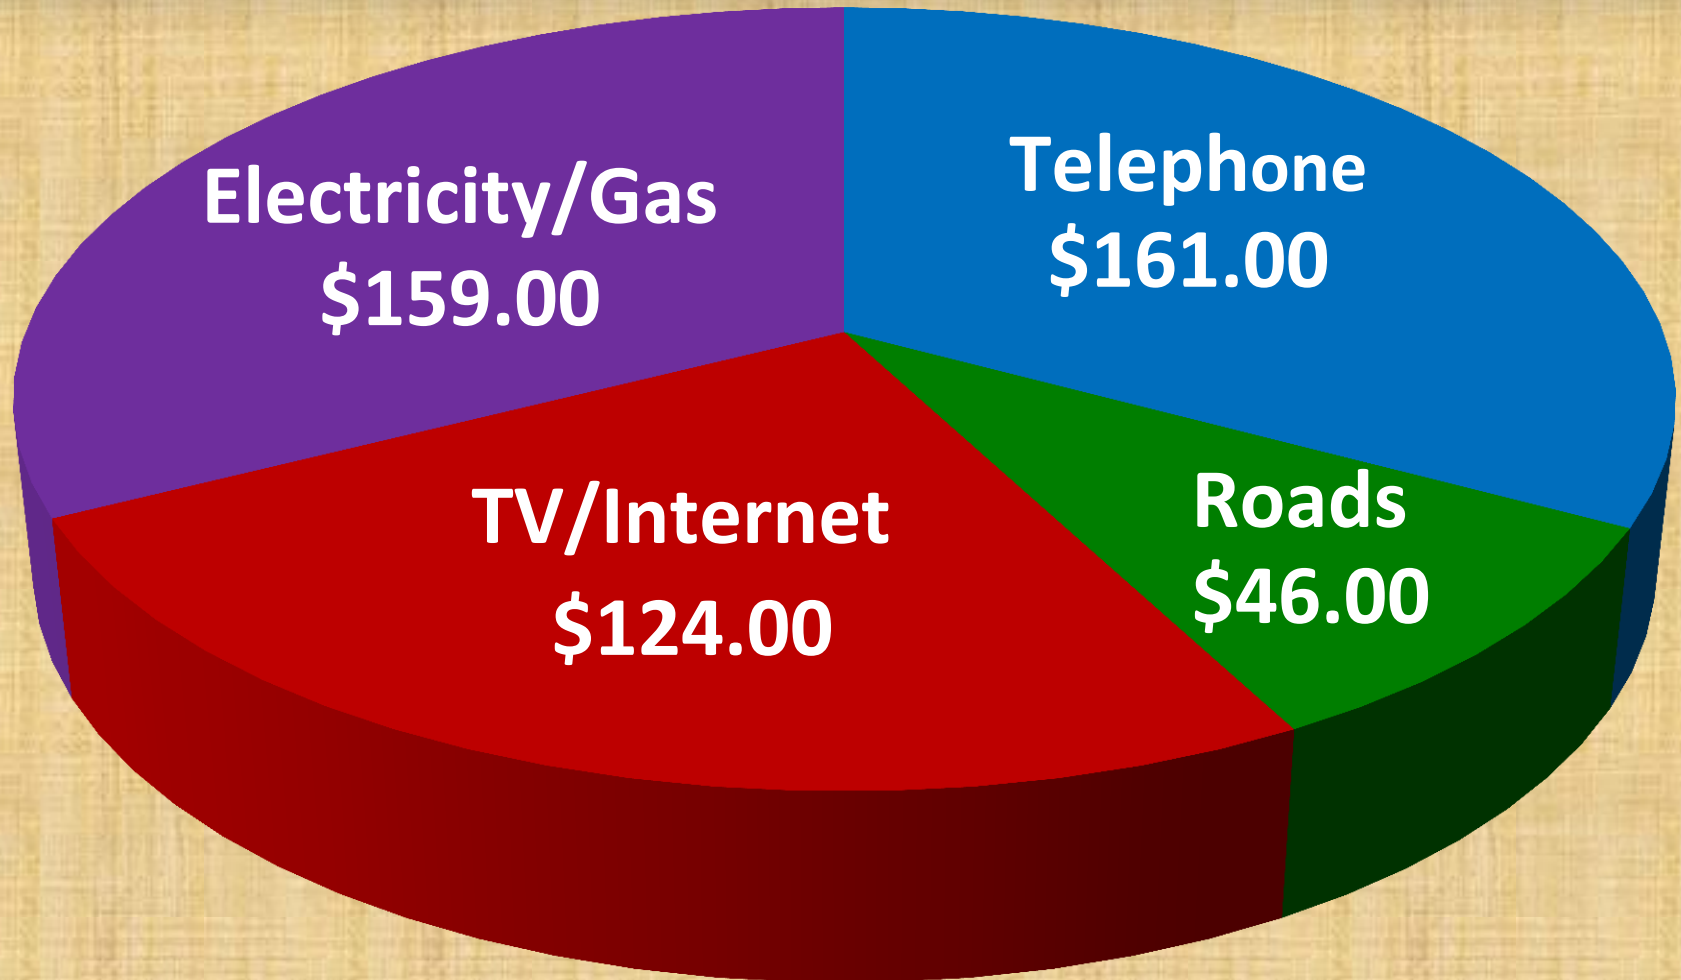 Electricity/Gas
$159.00
Telephone
$161.00
TV/Internet
$124.00
Roads
$46.00